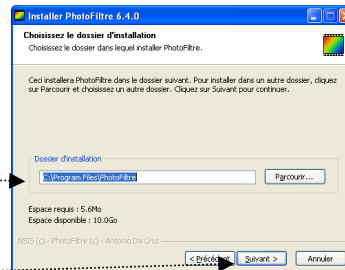 Installer PhotoFiltre 6.4.0
Choisissez le dossier d'installation
Choisissez le dossier dans lequel installer PhotoFiltre.
Ceci installera PhotoFiltre dans le dossier suivant. Pour installer dans un autre dossier, cliquez
sur Parcourir et choisissez un autre dossier. Cliquez sur Suivant pour continuer.
Dossier d'installation
C:\Program Files\PhotoFiltre
Parcourir...
Espace requis : 5.6Mo
Espace disponible : 10.0Go
NSIS (c) - PhotoFiltre (c) - Antonio Da Cruz
< Précédent Suivant > Annuler